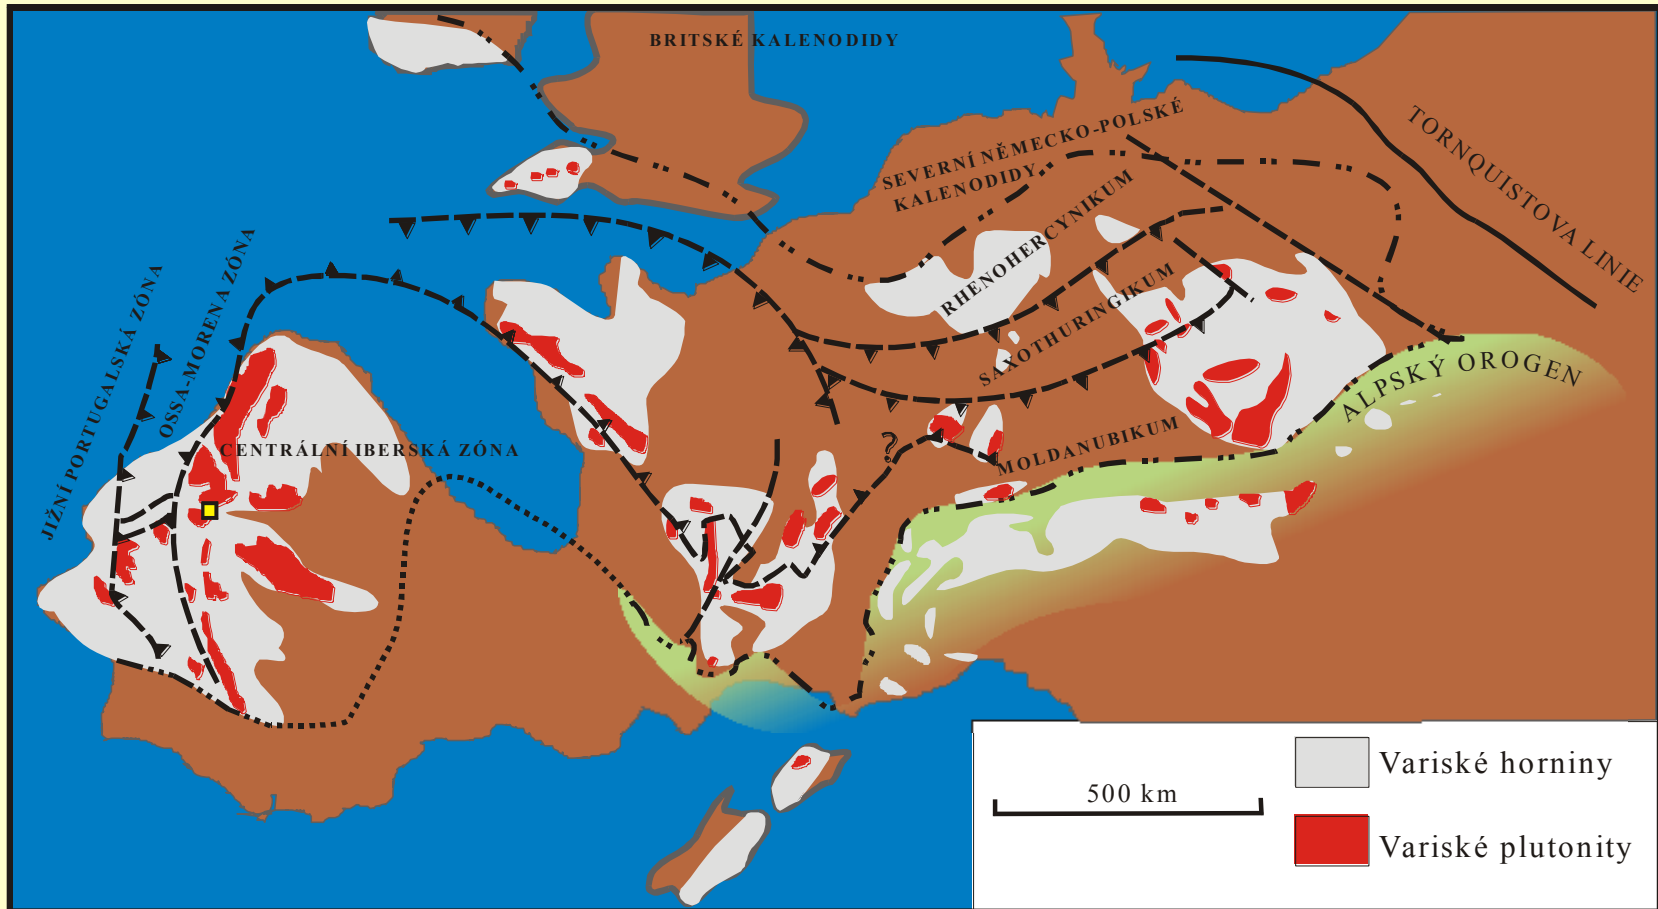 BRITSKÉ KALENODIDY
SEVERNÍ NĚMECKO-POLSKÉ
KALENODIDY
TORNQUISTOVA LINIE
RHENOHERCYNIKUM
SAXOTHURINGIKUM
MOLDANUBIKUM
ALPSKÝ OROGEN
JIŽNÍ PORTUGALSKÁ ZÓNA
OSSA-MORENA ZÓNA
CENTRÁLNÍ IBERSKÁ ZÓNA
?
500 km
Variské horniny
Variské plutonity